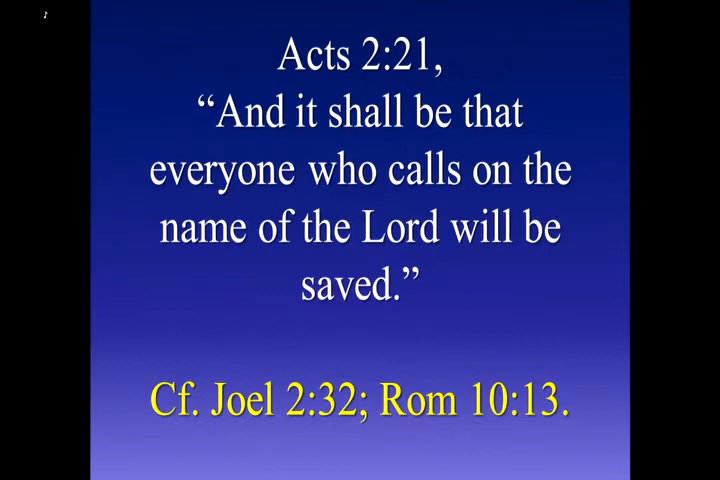 Acts 2:21,
“And it shall be that
everyone who calls on the
name of the Lord will be
saved.”
Cf. Joel 2:32; Rom 10:13.